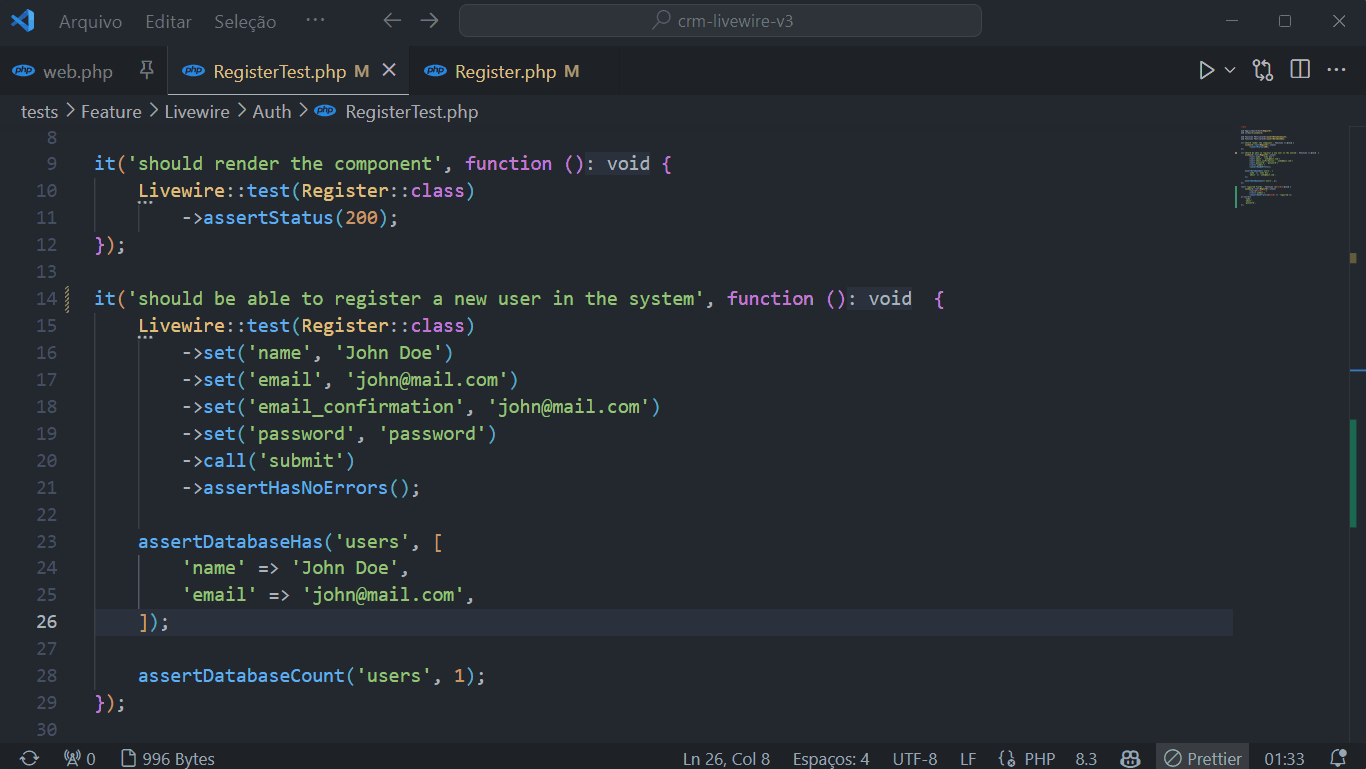 Arquivo Editar Seleção ··· crm-livewire-v3
php web.php php RegisterTest.php M php Register.php M
tests > Feature > Livewire > Auth > php RegisterTest.php
8
9 it('should render the component', function (): void {
10 Livewire::test(Register::class)
11 ->assertStatus(200);
12 });
13
14 it('should be able to register a new user in the system', function (): void {
15 Livewire::test(Register::class)
16 ->set('name', 'John Doe')
17 ->set('email', 'john@mail.com')
18 ->set('email_confirmation', 'john@mail.com')
19 ->set('password', 'password')
20 ->call('submit')
21 ->assertHasNoErrors();
22
23 assertDatabaseHas('users', [
24 'name' => 'John Doe',
25 'email' => 'john@mail.com',
26 ]);
27
28 assertDatabaseCount('users', 1);
29 });
30
0 996 Bytes Ln 26, Col 8 Espaços: 4 UTF-8 LF PHP 8.3 Prettier 01:33